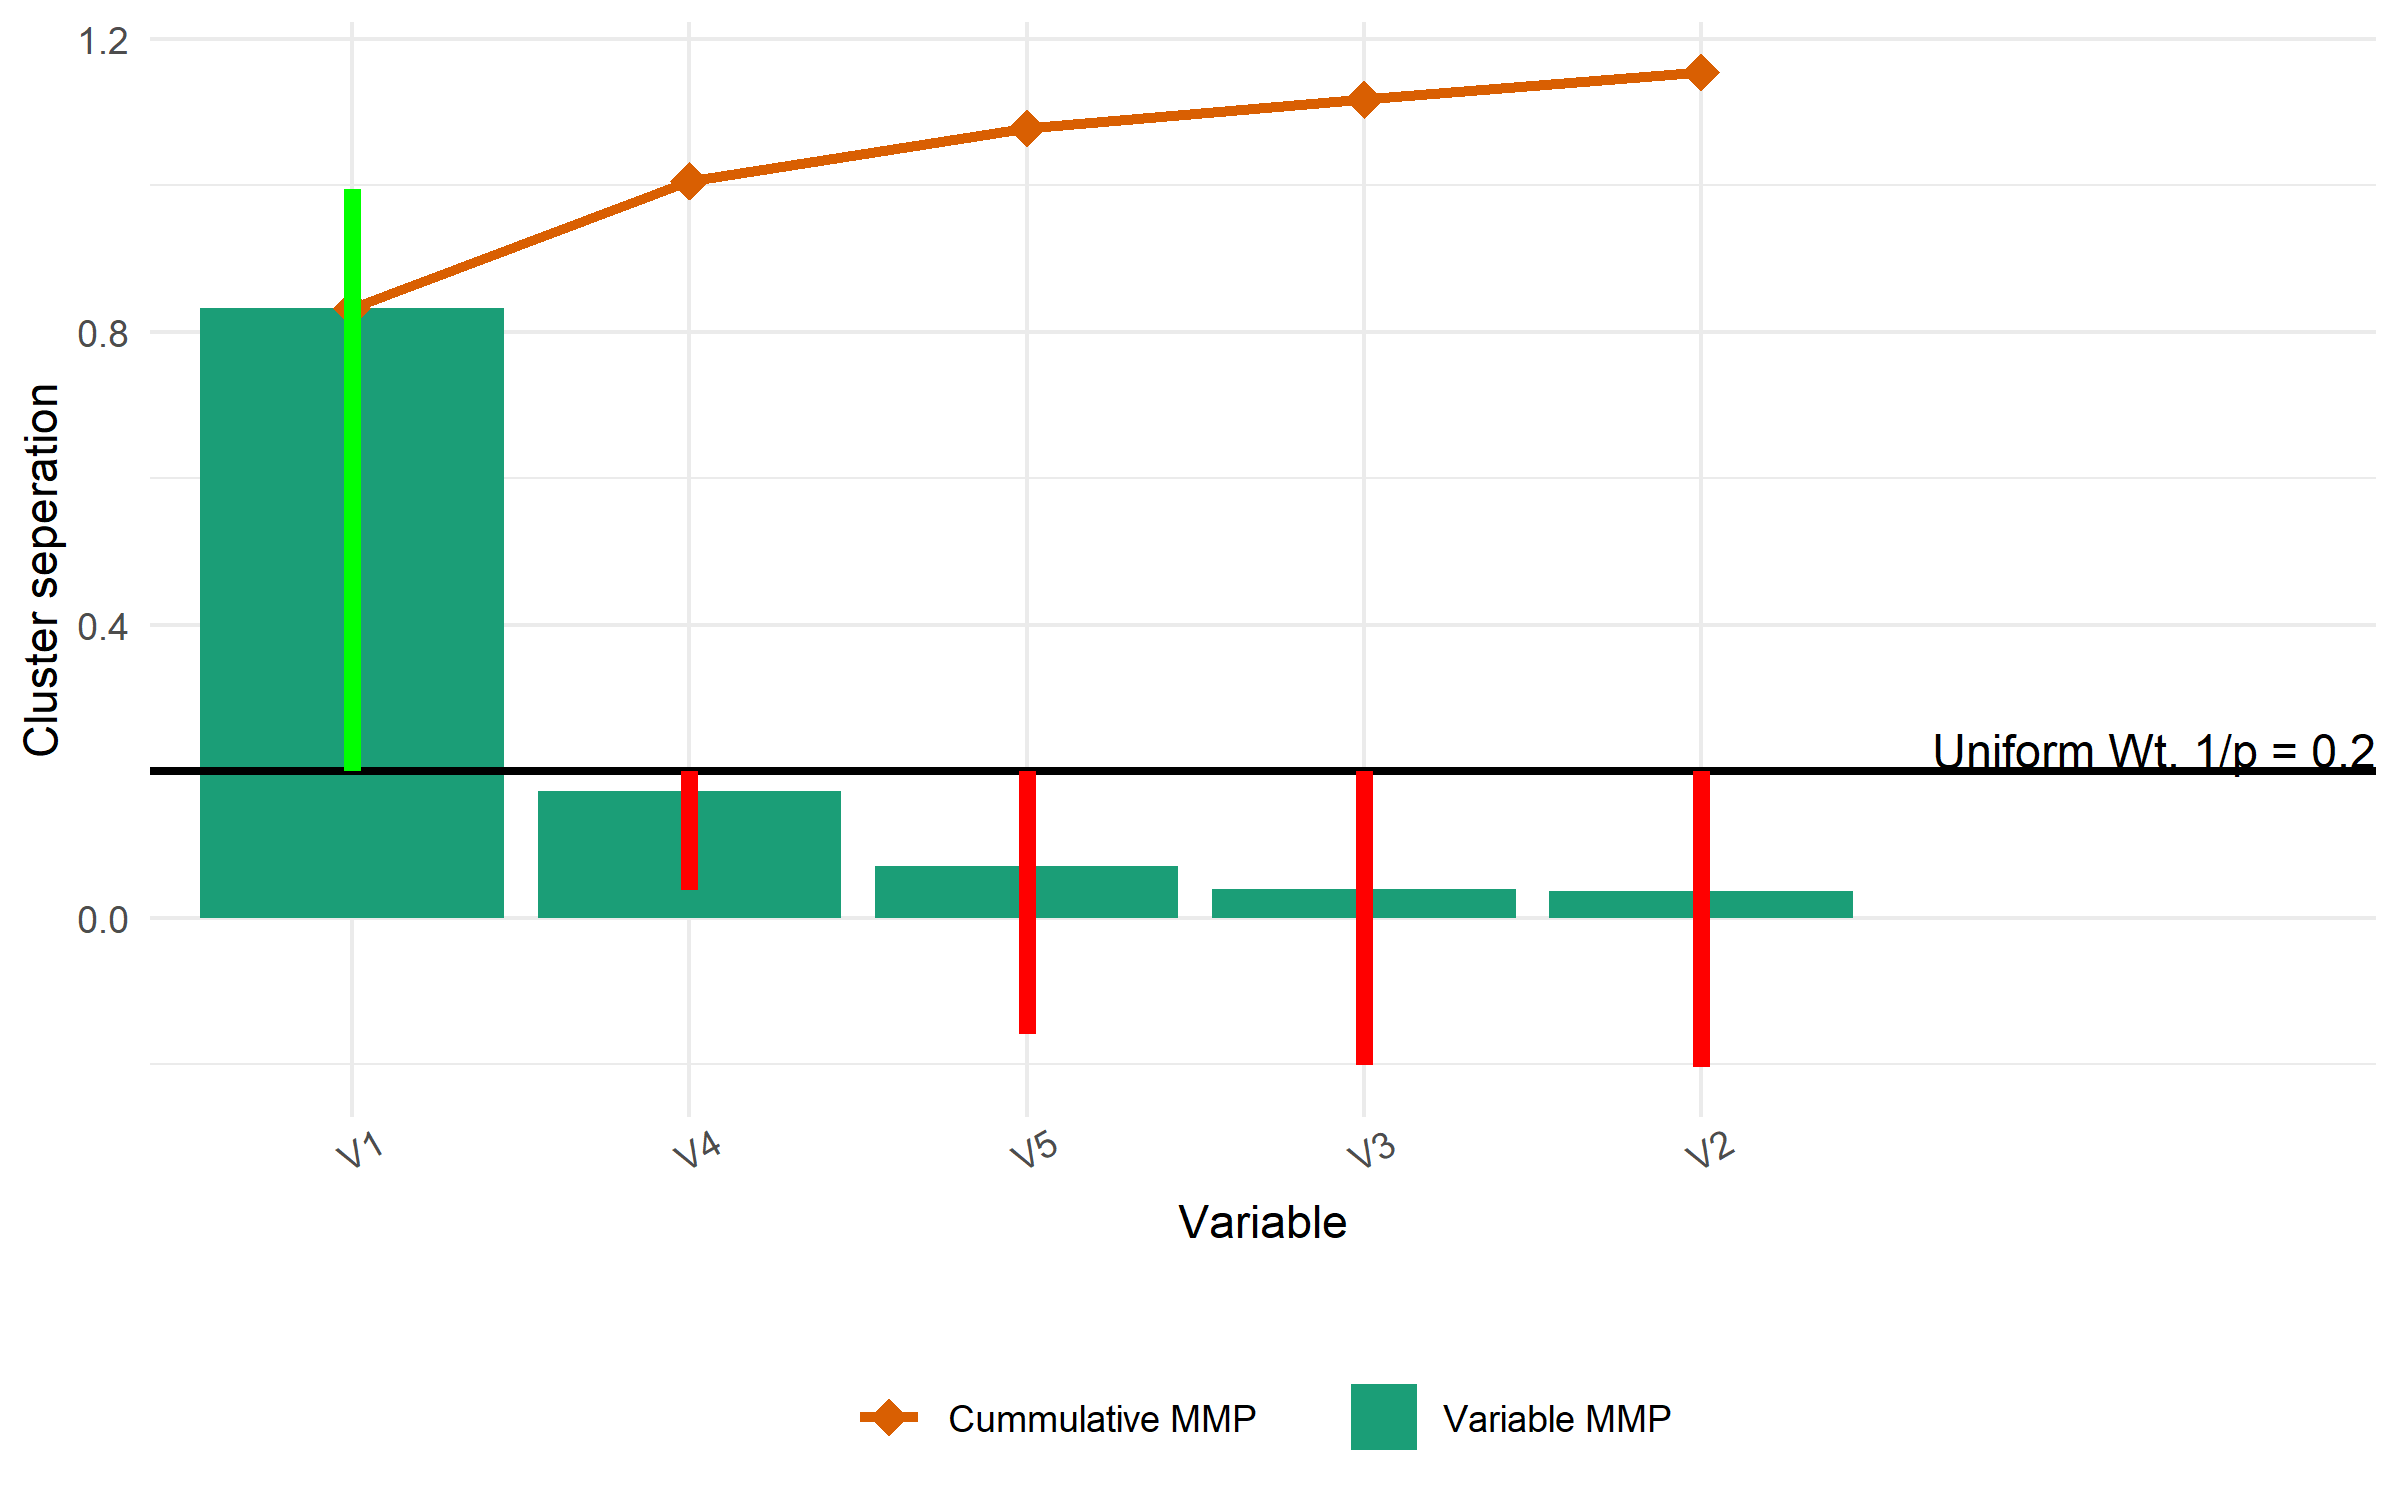 1.2
0.8
0.4
0.0
Cluster seperation
Uniform Wt. 1/p = 0.2
V1 V4 V5 V3 V2
Variable
Cummulative MMP Variable MMP